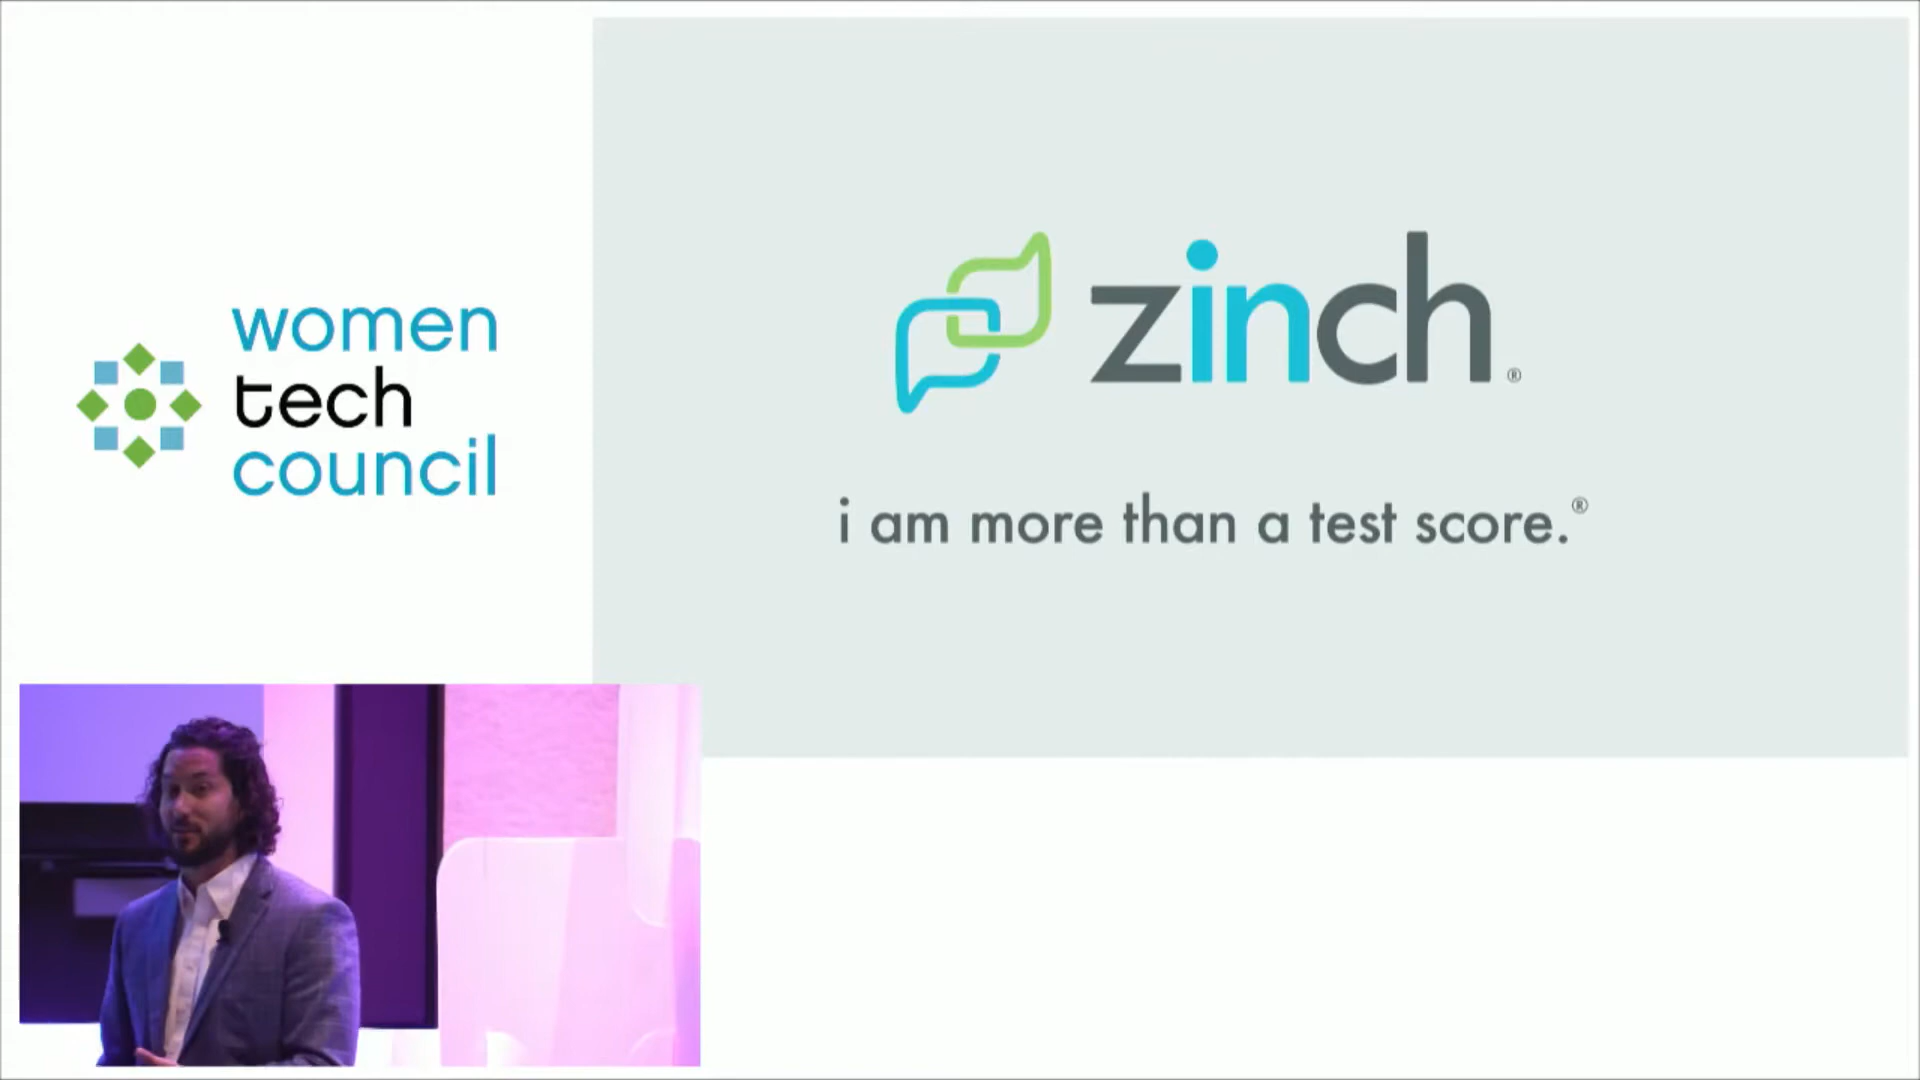 women
tech
council
zinch®
i am more than a test score.®